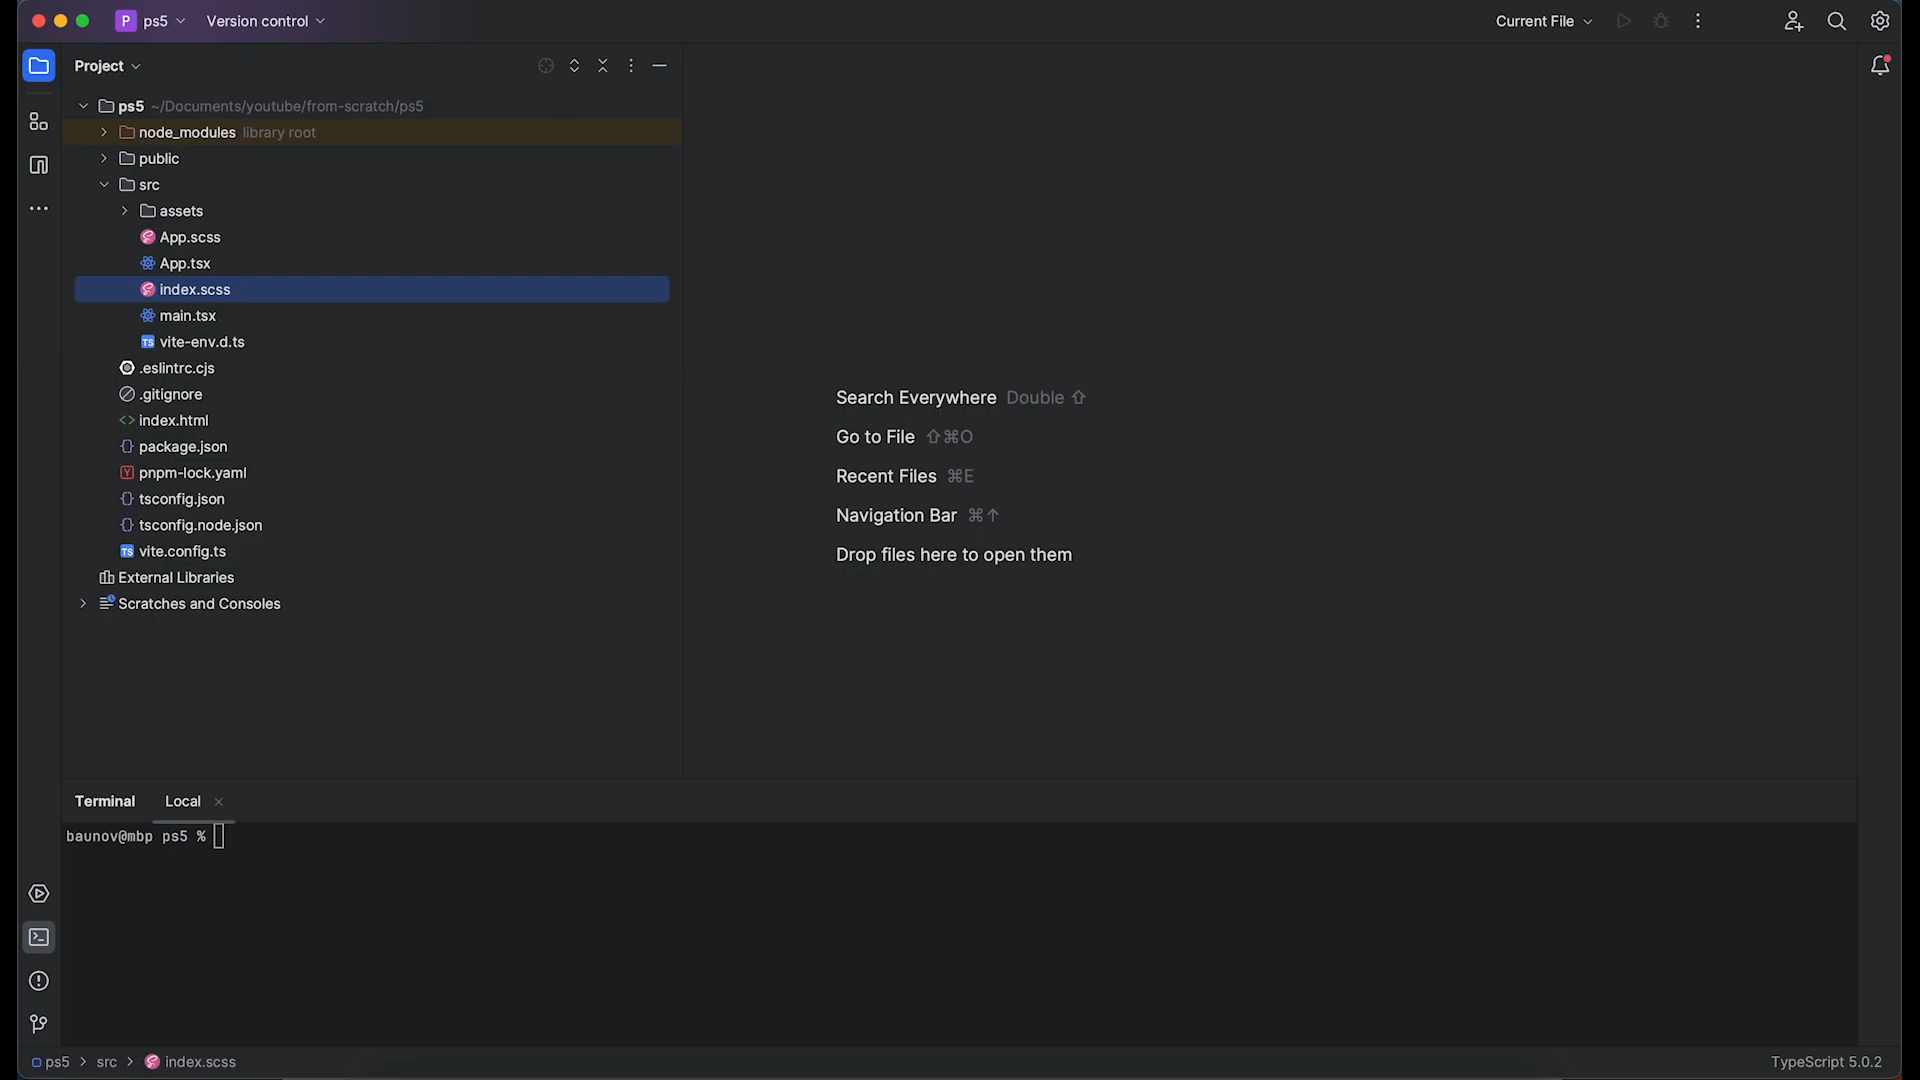 P ps5 Version control Current File
Project
ps5 ~/Documents/youtube/from-scratch/ps5
node_modules library root
public
src
assets
App.scss
App.tsx
index.scss
main.tsx
TS vite-env.d.ts
.eslintrc.cjs
.gitignore
<> index.html
{} package.json
Y pnpm-lock.yaml
{} tsconfig.json
{} tsconfig.node.json
TS vite.config.ts
External Libraries
Scratches and Consoles
Search Everywhere Double ⇧
Go to File ⇧⌘O
Recent Files ⌘E
Navigation Bar ⌘↑
Drop files here to open them
Terminal Local ×
baunov@mbp ps5 %
ps5 > src > index.scss TypeScript 5.0.2